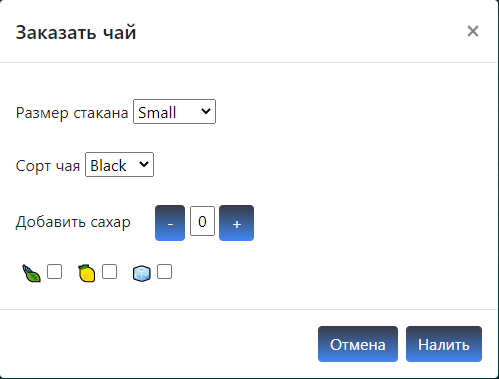 Заказать чай ×
Размер стакана Small
Сорт чая Black
Добавить сахар - 0 +
Отмена Налить